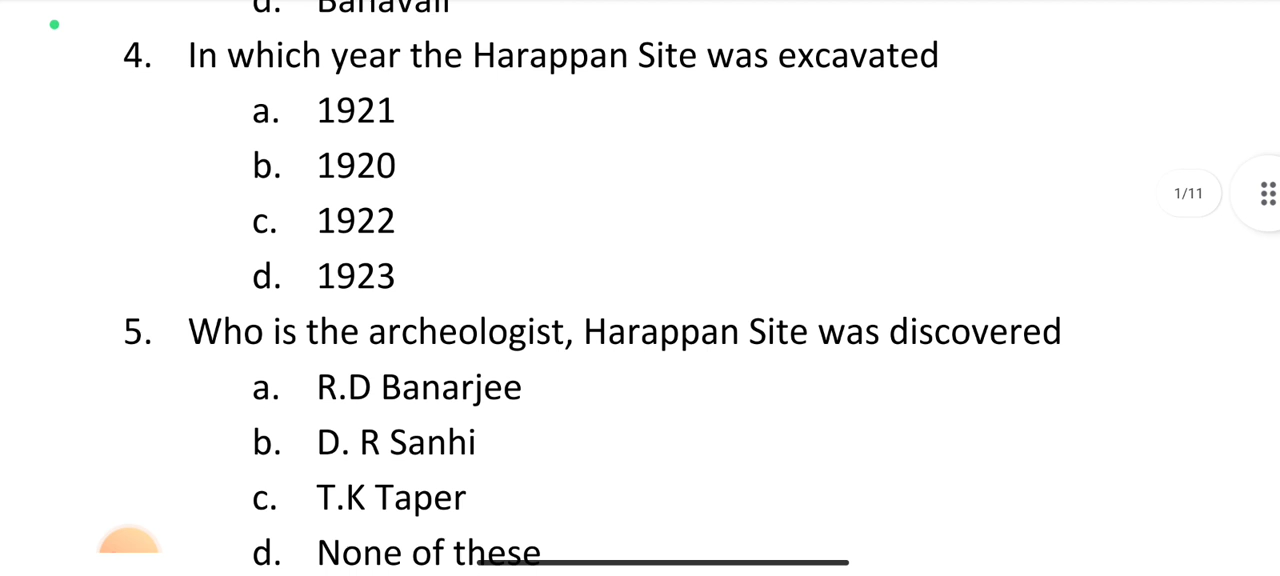 4. In which year the Harappan Site was excavated
a. 1921
b. 1920
c. 1922
d. 1923
1/11
5. Who is the archeologist, Harappan Site was discovered
a. R.D Banarjee
b. D. R Sanhi
c. T.K Taper
d. None of these